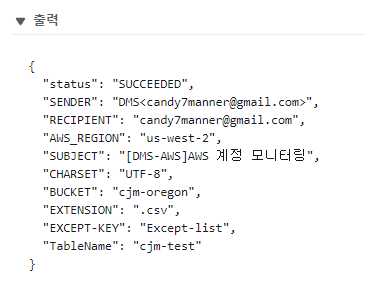 ▼ 출력
{
"status": "SUCCEEDED",
"SENDER": "DMS<candy7manner@gmail.com>",
"RECIPIENT": "candy7manner@gmail.com",
"AWS_REGION": "us-west-2",
"SUBJECT": "[DMS-AWS]AWS 계정 모니터링",
"CHARSET": "UTF-8",
"BUCKET": "cjm-oregon",
"EXTENSION": ".csv",
"EXCEPT-KEY": "Except-list",
"TableName": "cjm-test"
}